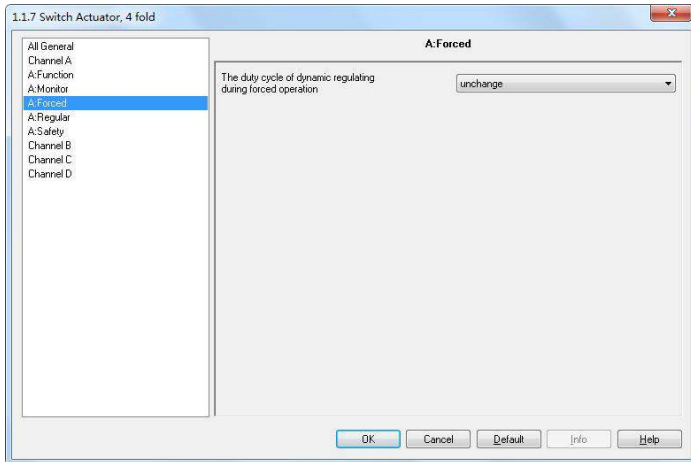 1.1.7 Switch Actuator, 4 fold
All General
Channel A
A:Function
A:Monitor
A:Forced
A:Regular
A:Safety
Channel B
Channel C
Channel D
A:Forced
The duty cycle of dynamic regulating
during forced operation
unchange
OK
Cancel
Default
Info
Help